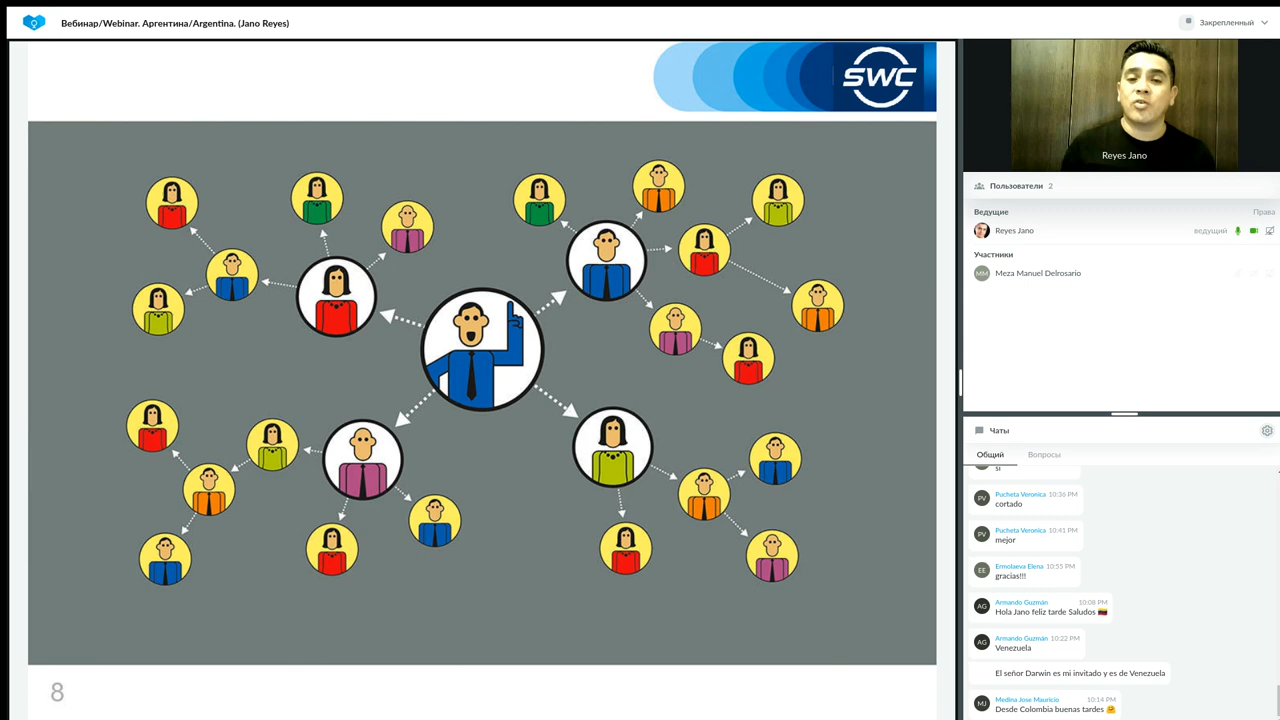 Вебинар/Webinar. Аргентина/Argentina. (Jano Reyes)
Закрепленный
SWC
Reyes Jano
Пользователи 2
Ведущие Права
Reyes Jano ведущий
Участники
MM Meza Manuel Delrosario
Чаты
Общий Вопросы
si
PV Pucheta Veronica 10:36 PM
cortado
PV Pucheta Veronica 10:41 PM
mejor
EE Ermolaeva Elena 10:55 PM
gracias!!!
AG Armando Guzmán 10:08 PM
Hola Jano feliz tarde Saludos 🇻🇪
AG Armando Guzmán 10:22 PM
Venezuela
El señor Darwin es mi invitado y es de Venezuela
MJ Medina Jose Mauricio 10:14 PM
Desde Colombia buenas tardes 🤗
8